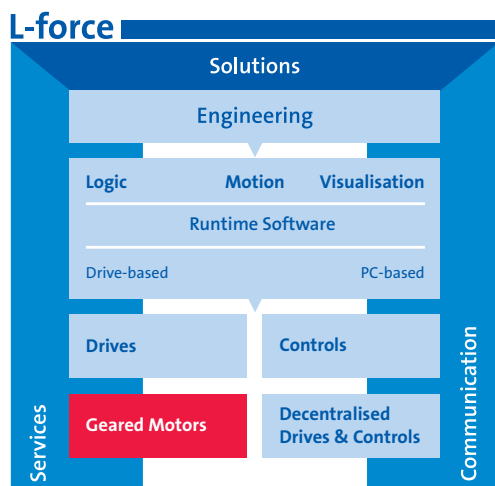 L-force
Solutions
Engineering
Logic Motion Visualisation
Runtime Software
Drive-based PC-based
Drives Controls
Geared Motors Decentralised
Drives & Controls
Services
Communication